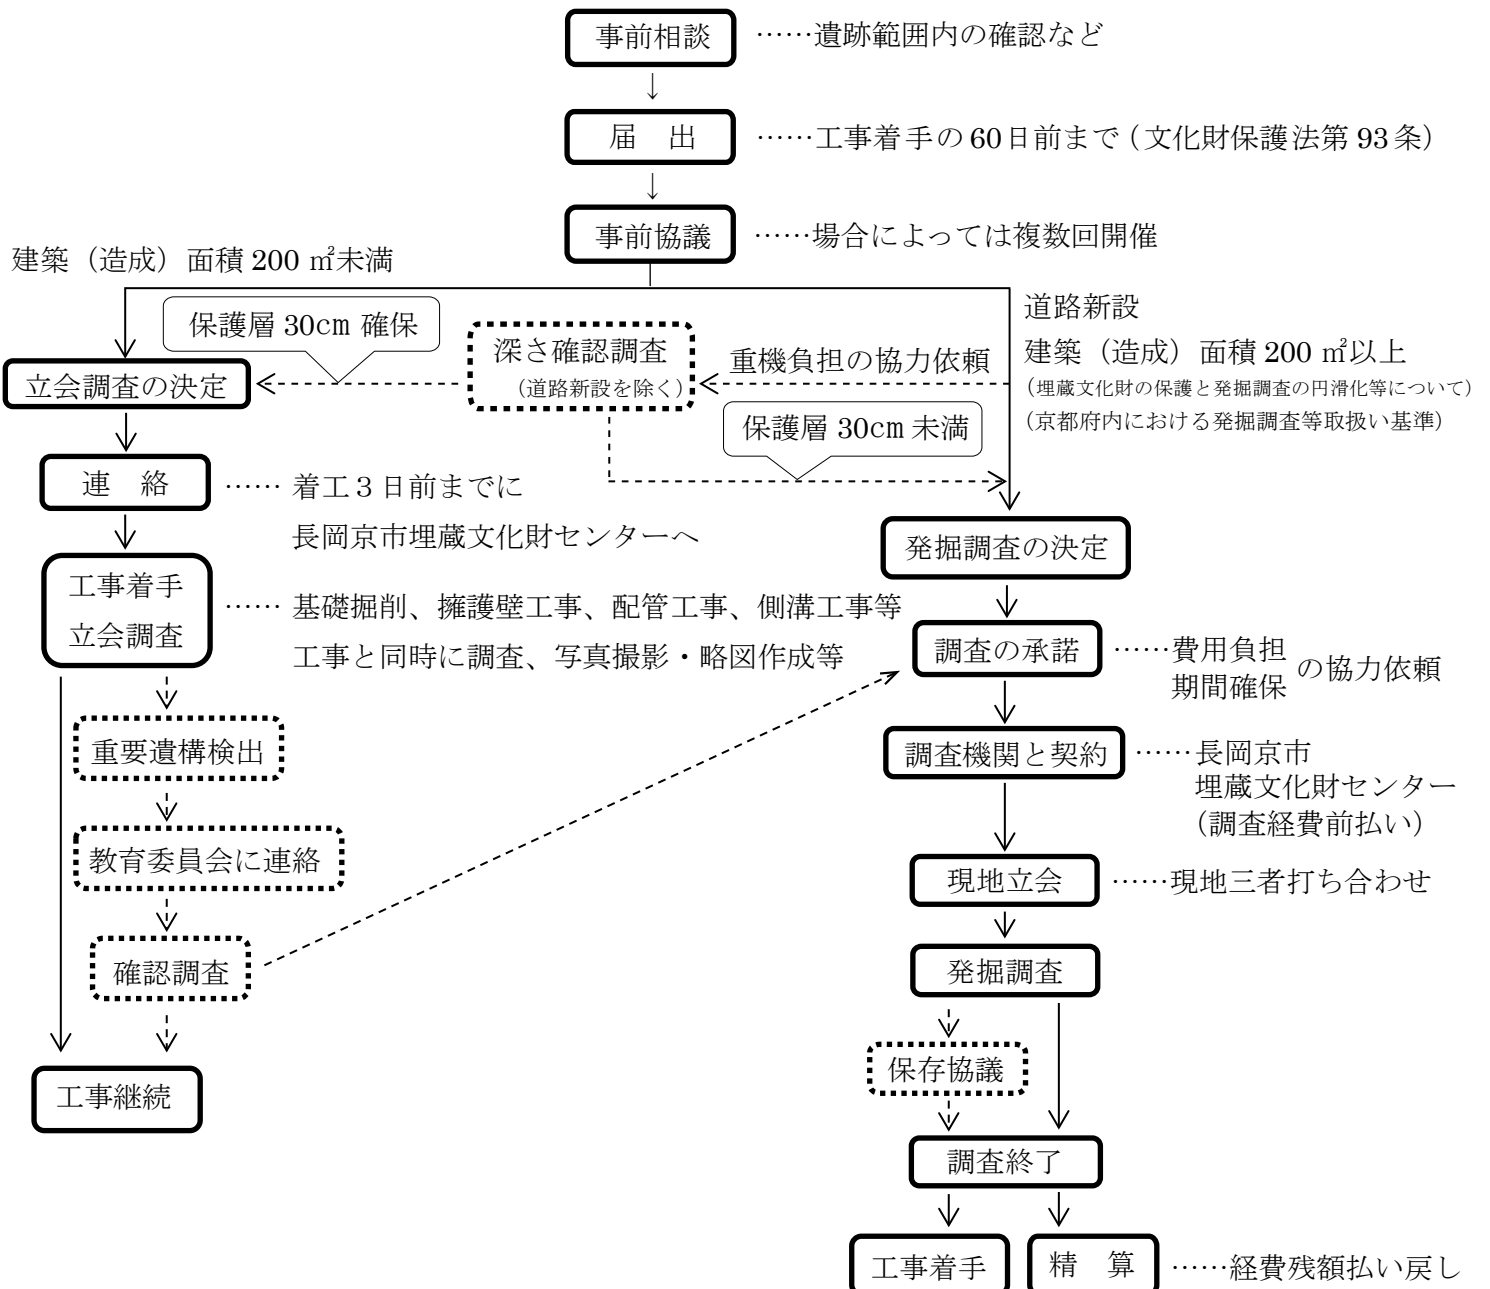 事前相談 ……遺跡範囲内の確認など
届　出 ……工事着手の 60日前まで（文化財保護法第 93 条）
事前協議 ……場合によっては複数回開催
建築（造成）面積 200 ㎡未満
道路新設
建築（造成）面積 200 ㎡以上
（埋蔵文化財の保護と発掘調査の円滑化等について）
（京都府内における発掘調査等取扱い基準）
保護層 30cm 確保
深さ確認調査
（道路新設を除く）
重機負担の協力依頼
保護層 30cm 未満
立会調査の決定
連　絡 …… 着工３日前までに
長岡京市埋蔵文化財センターへ
工事着手
立会調査
…… 基礎掘削、擁護壁工事、配管工事、側溝工事等
工事と同時に調査、写真撮影・略図作成等
重要遺構検出
教育委員会に連絡
確認調査
工事継続
発掘調査の決定
調査の承諾 ……費用負担
期間確保
の協力依頼
調査機関と契約 ……長岡京市
埋蔵文化財センター
（調査経費前払い）
現地立会 ……現地三者打ち合わせ
発掘調査
保存協議
調査終了
工事着手
精　算 ……経費残額払い戻し